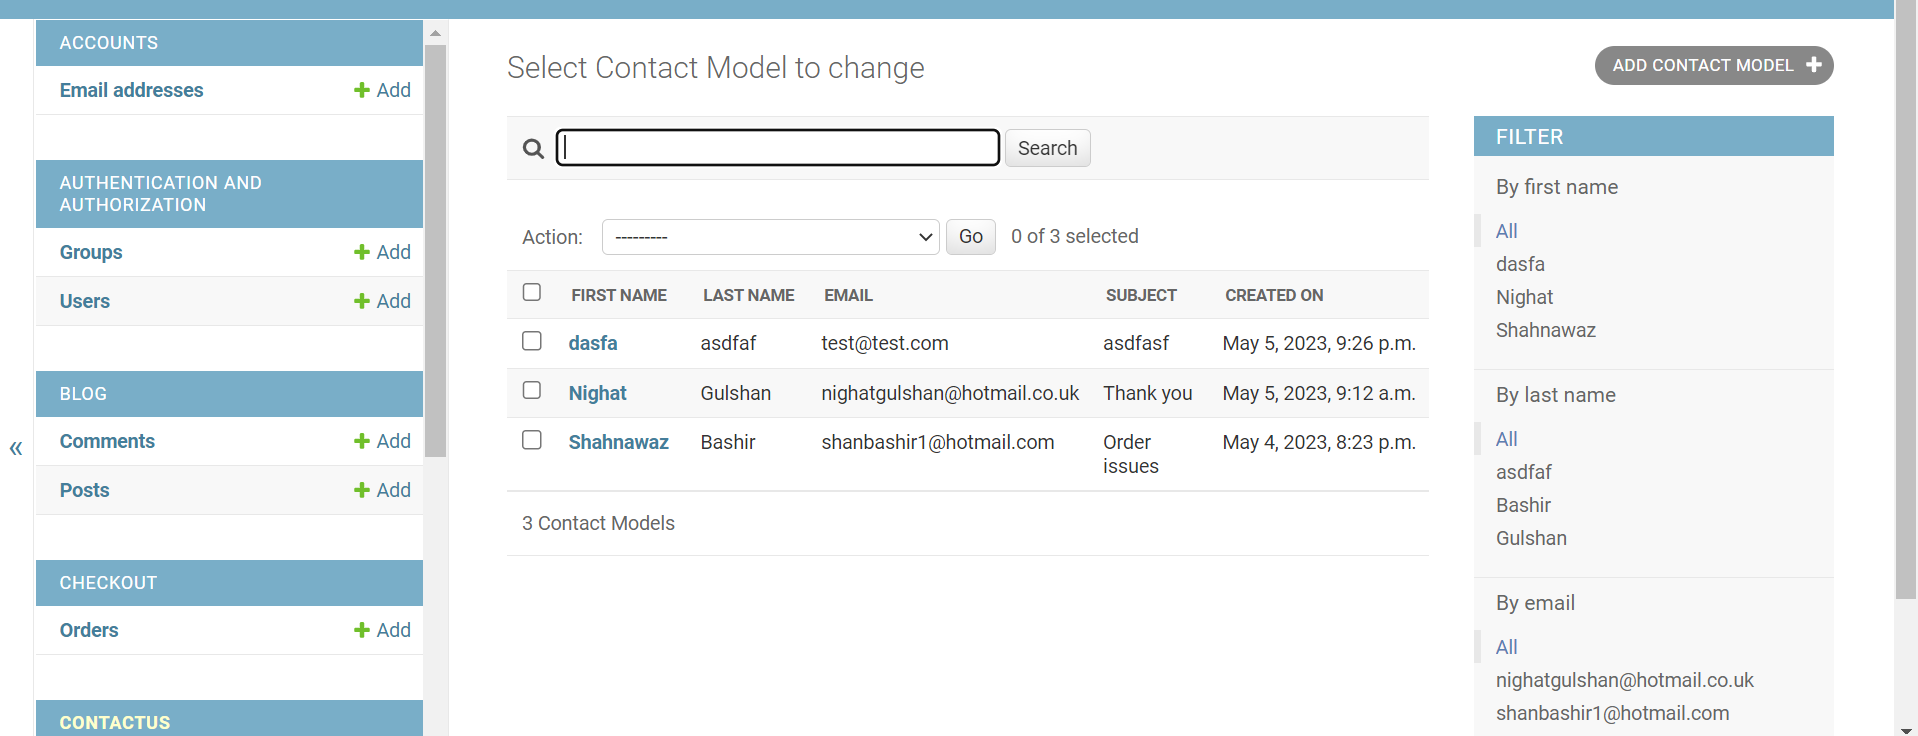 ACCOUNTS
Email addresses Add
AUTHENTICATION AND
AUTHORIZATION
Groups Add
Users Add
BLOG
Comments Add
Posts Add
CHECKOUT
Orders Add
CONTACTUS
«
Select Contact Model to change
ADD CONTACT MODEL
Search
Action: --------- Go 0 of 3 selected
FIRST NAME LAST NAME EMAIL SUBJECT CREATED ON
dasfa asdfaf test@test.com asdfasf May 5, 2023, 9:26 p.m.
Nighat Gulshan nighatgulshan@hotmail.co.uk Thank you May 5, 2023, 9:12 a.m.
Shahnawaz Bashir shanbashir1@hotmail.com Order May 4, 2023, 8:23 p.m.
issues
3 Contact Models
FILTER
By first name
All
dasfa
Nighat
Shahnawaz
By last name
All
asdfaf
Bashir
Gulshan
By email
All
nighatgulshan@hotmail.co.uk
shanbashir1@hotmail.com